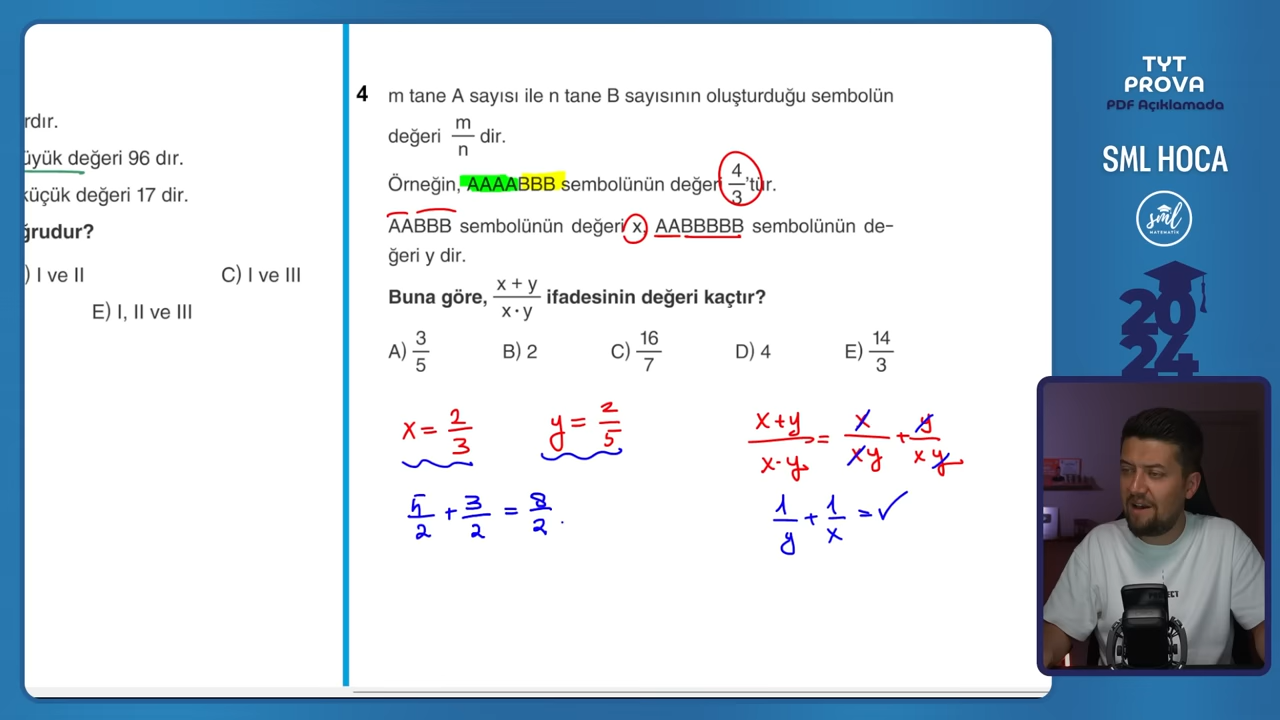 rdır.
üyük değeri 96 dır.
küçük değeri 17 dir.
ğrudur?
) I ve II
C) I ve III
E) I, II ve III
4 m tane A sayısı ile n tane B sayısının oluşturduğu sembolün
değeri m/n dir.
Örneğin, AAAABBB sembolünün değeri 4/3 'tür.
AABBB sembolünün değeri x, AABBBBB sembolünün de-
ğeri y dir.
Buna göre, x + y / x · y ifadesinin değeri kaçtır?
A) 3/5 B) 2 C) 16/7 D) 4 E) 14/3
x = 2/3 y = 2/5 x+y / x·y = x/xy + y/xy
5/2 + 3/2 = 8/2 . 1/y + 1/x = ✓
TYT
PROVA
PDF Açıklamada
SML HOCA
sml
MATEMATİK
20
24